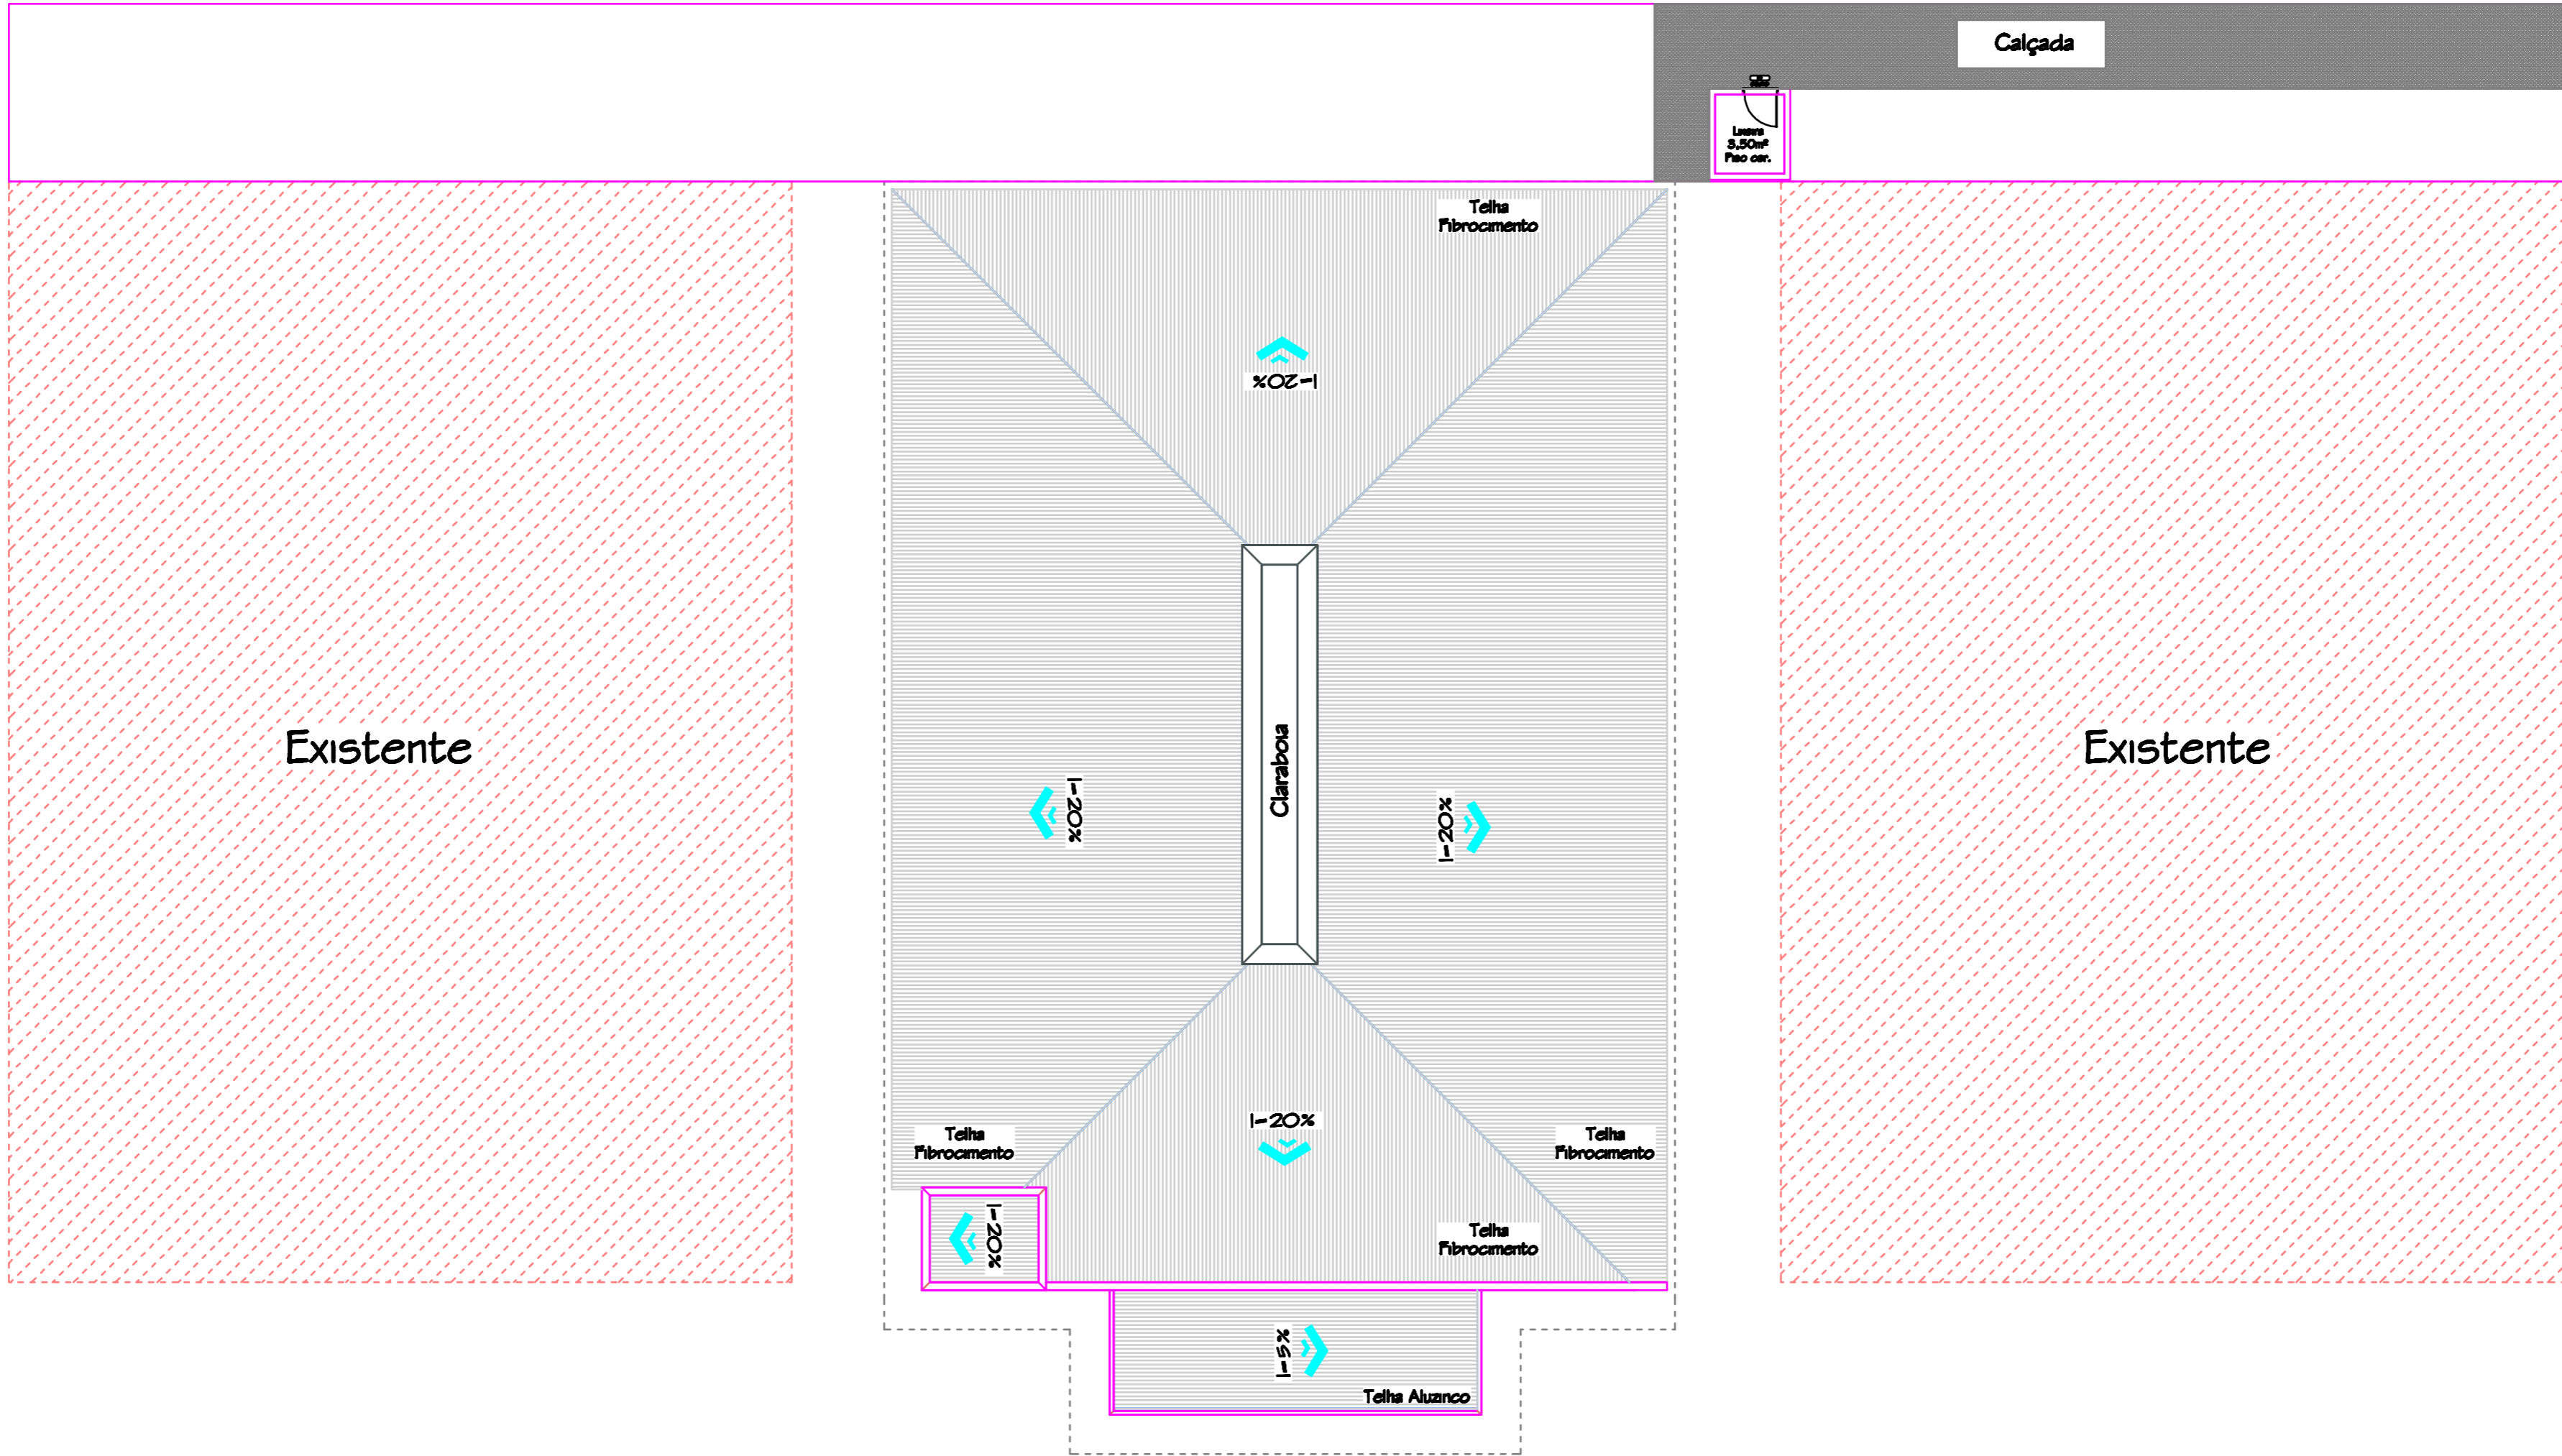 Calçada
Lixeira
3,50m²
Piso cer.
Telha
Fibrocimento
I-20%
Existente
Claraboia
I-20%
I-20%
Existente
I-20%
Telha
Fibrocimento
Telha
Fibrocimento
I-20%
Telha
Fibrocimento
I-5%
Telha Aluzinco